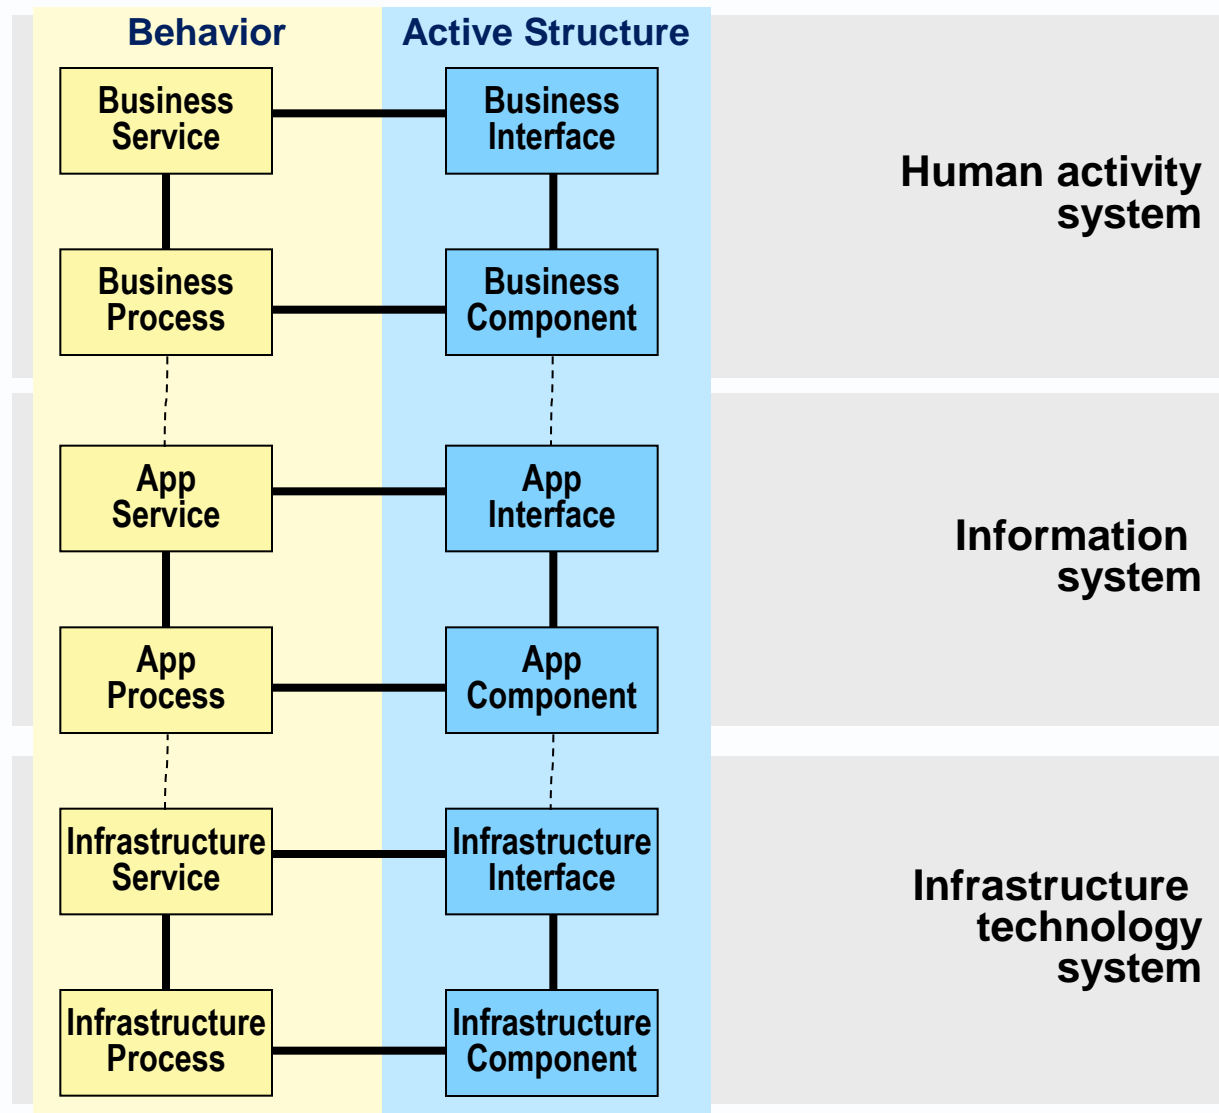 Behavior
Active Structure
Business
Service
Business
Interface
Human activity
system
Business
Process
Business
Component
App
Service
App
Interface
Information
system
App
Process
App
Component
Infrastructure
Service
Infrastructure
Interface
Infrastructure
technology
system
Infrastructure
Process
Infrastructure
Component